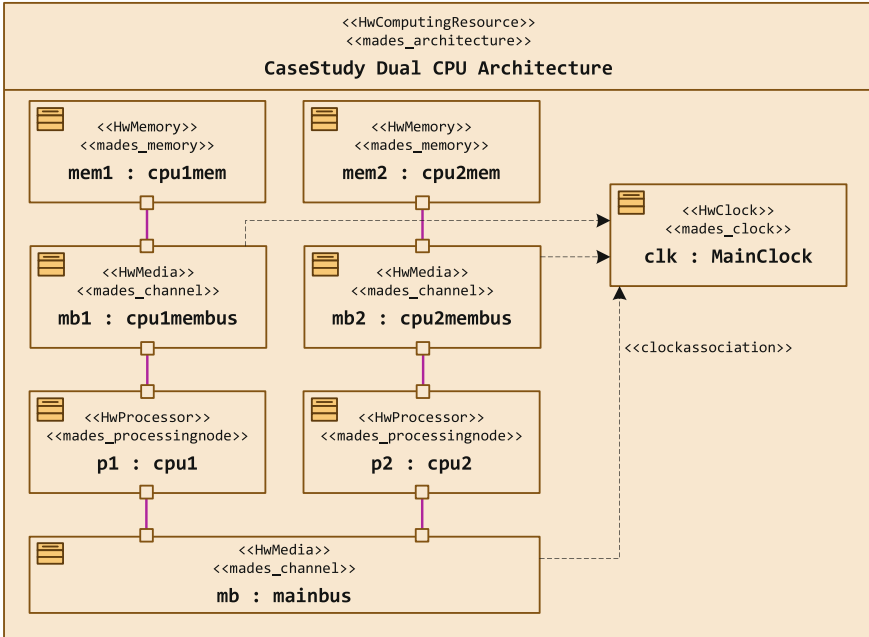 <<HwComputingResource>>
<<mades_architecture>>
CaseStudy Dual CPU Architecture
<<HwMemory>>
<<mades_memory>>
mem1 : cpu1mem
<<HwMemory>>
<<mades_memory>>
mem2 : cpu2mem
<<HwClock>>
<<mades_clock>>
clk : MainClock
<<HwMedia>>
<<mades_channel>>
mb1 : cpu1membus
<<HwMedia>>
<<mades_channel>>
mb2 : cpu2membus
<<clockassociation>>
<<HwProcessor>>
<<mades_processingnode>>
p1 : cpu1
<<HwProcessor>>
<<mades_processingnode>>
p2 : cpu2
<<HwMedia>>
<<mades_channel>>
mb : mainbus